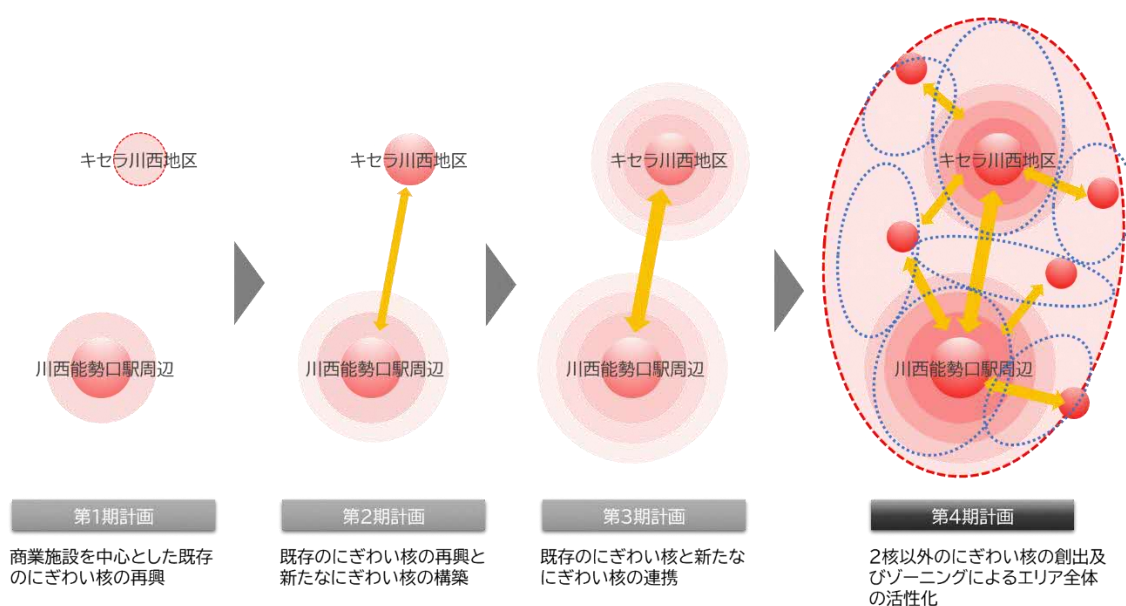 キセラ川西地区
川西能勢口駅周辺
第1期計画
商業施設を中心とした既存
のにぎわい核の再興
キセラ川西地区
川西能勢口駅周辺
第2期計画
既存のにぎわい核の再興と
新たなにぎわい核の構築
キセラ川西地区
川西能勢口駅周辺
第3期計画
既存のにぎわい核と新たな
にぎわい核の連携
キセラ川西地区
川西能勢口駅周辺
第4期計画
2核以外のにぎわい核の創出及
びゾーニングによるエリア全体
の活性化